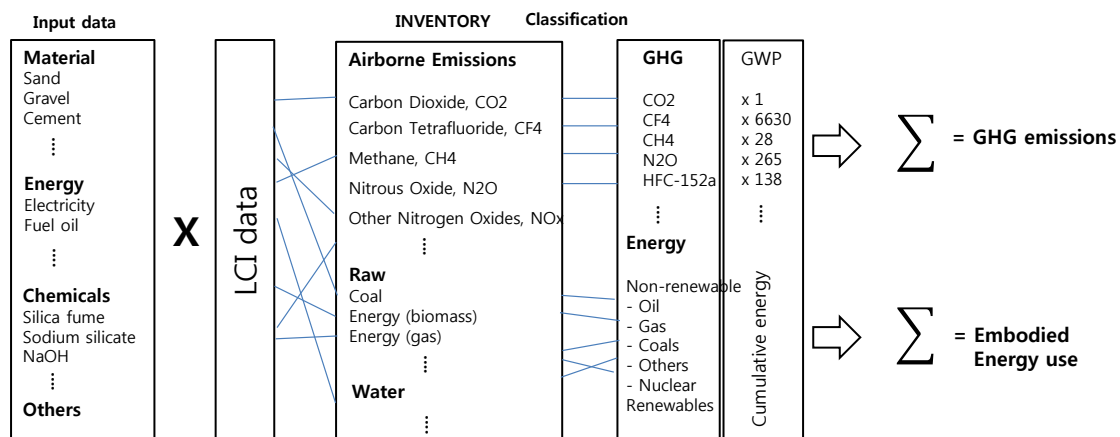 Input data
INVENTORY
Classification
Material
Sand
Gravel
Cement
Energy
Electricity
Fuel oil
Chemicals
Silica fume
Sodium silicate
NaOH
Others
X
LCI data
Airborne Emissions
Carbon Dioxide, CO2
Carbon Tetrafluoride, CF4
Methane, CH4
Nitrous Oxide, N2O
Other Nitrogen Oxides, NOx
Raw
Coal
Energy (biomass)
Energy (gas)
Water
GHG
CO2
CF4
CH4
N2O
HFC-152a
Energy
Non-renewable
- Oil
- Gas
- Coals
- Others
- Nuclear
Renewables
GWP
x 1
x 6630
x 28
x 265
x 138
Cumulative energy
∑ = GHG emissions
∑ = Embodied
Energy use